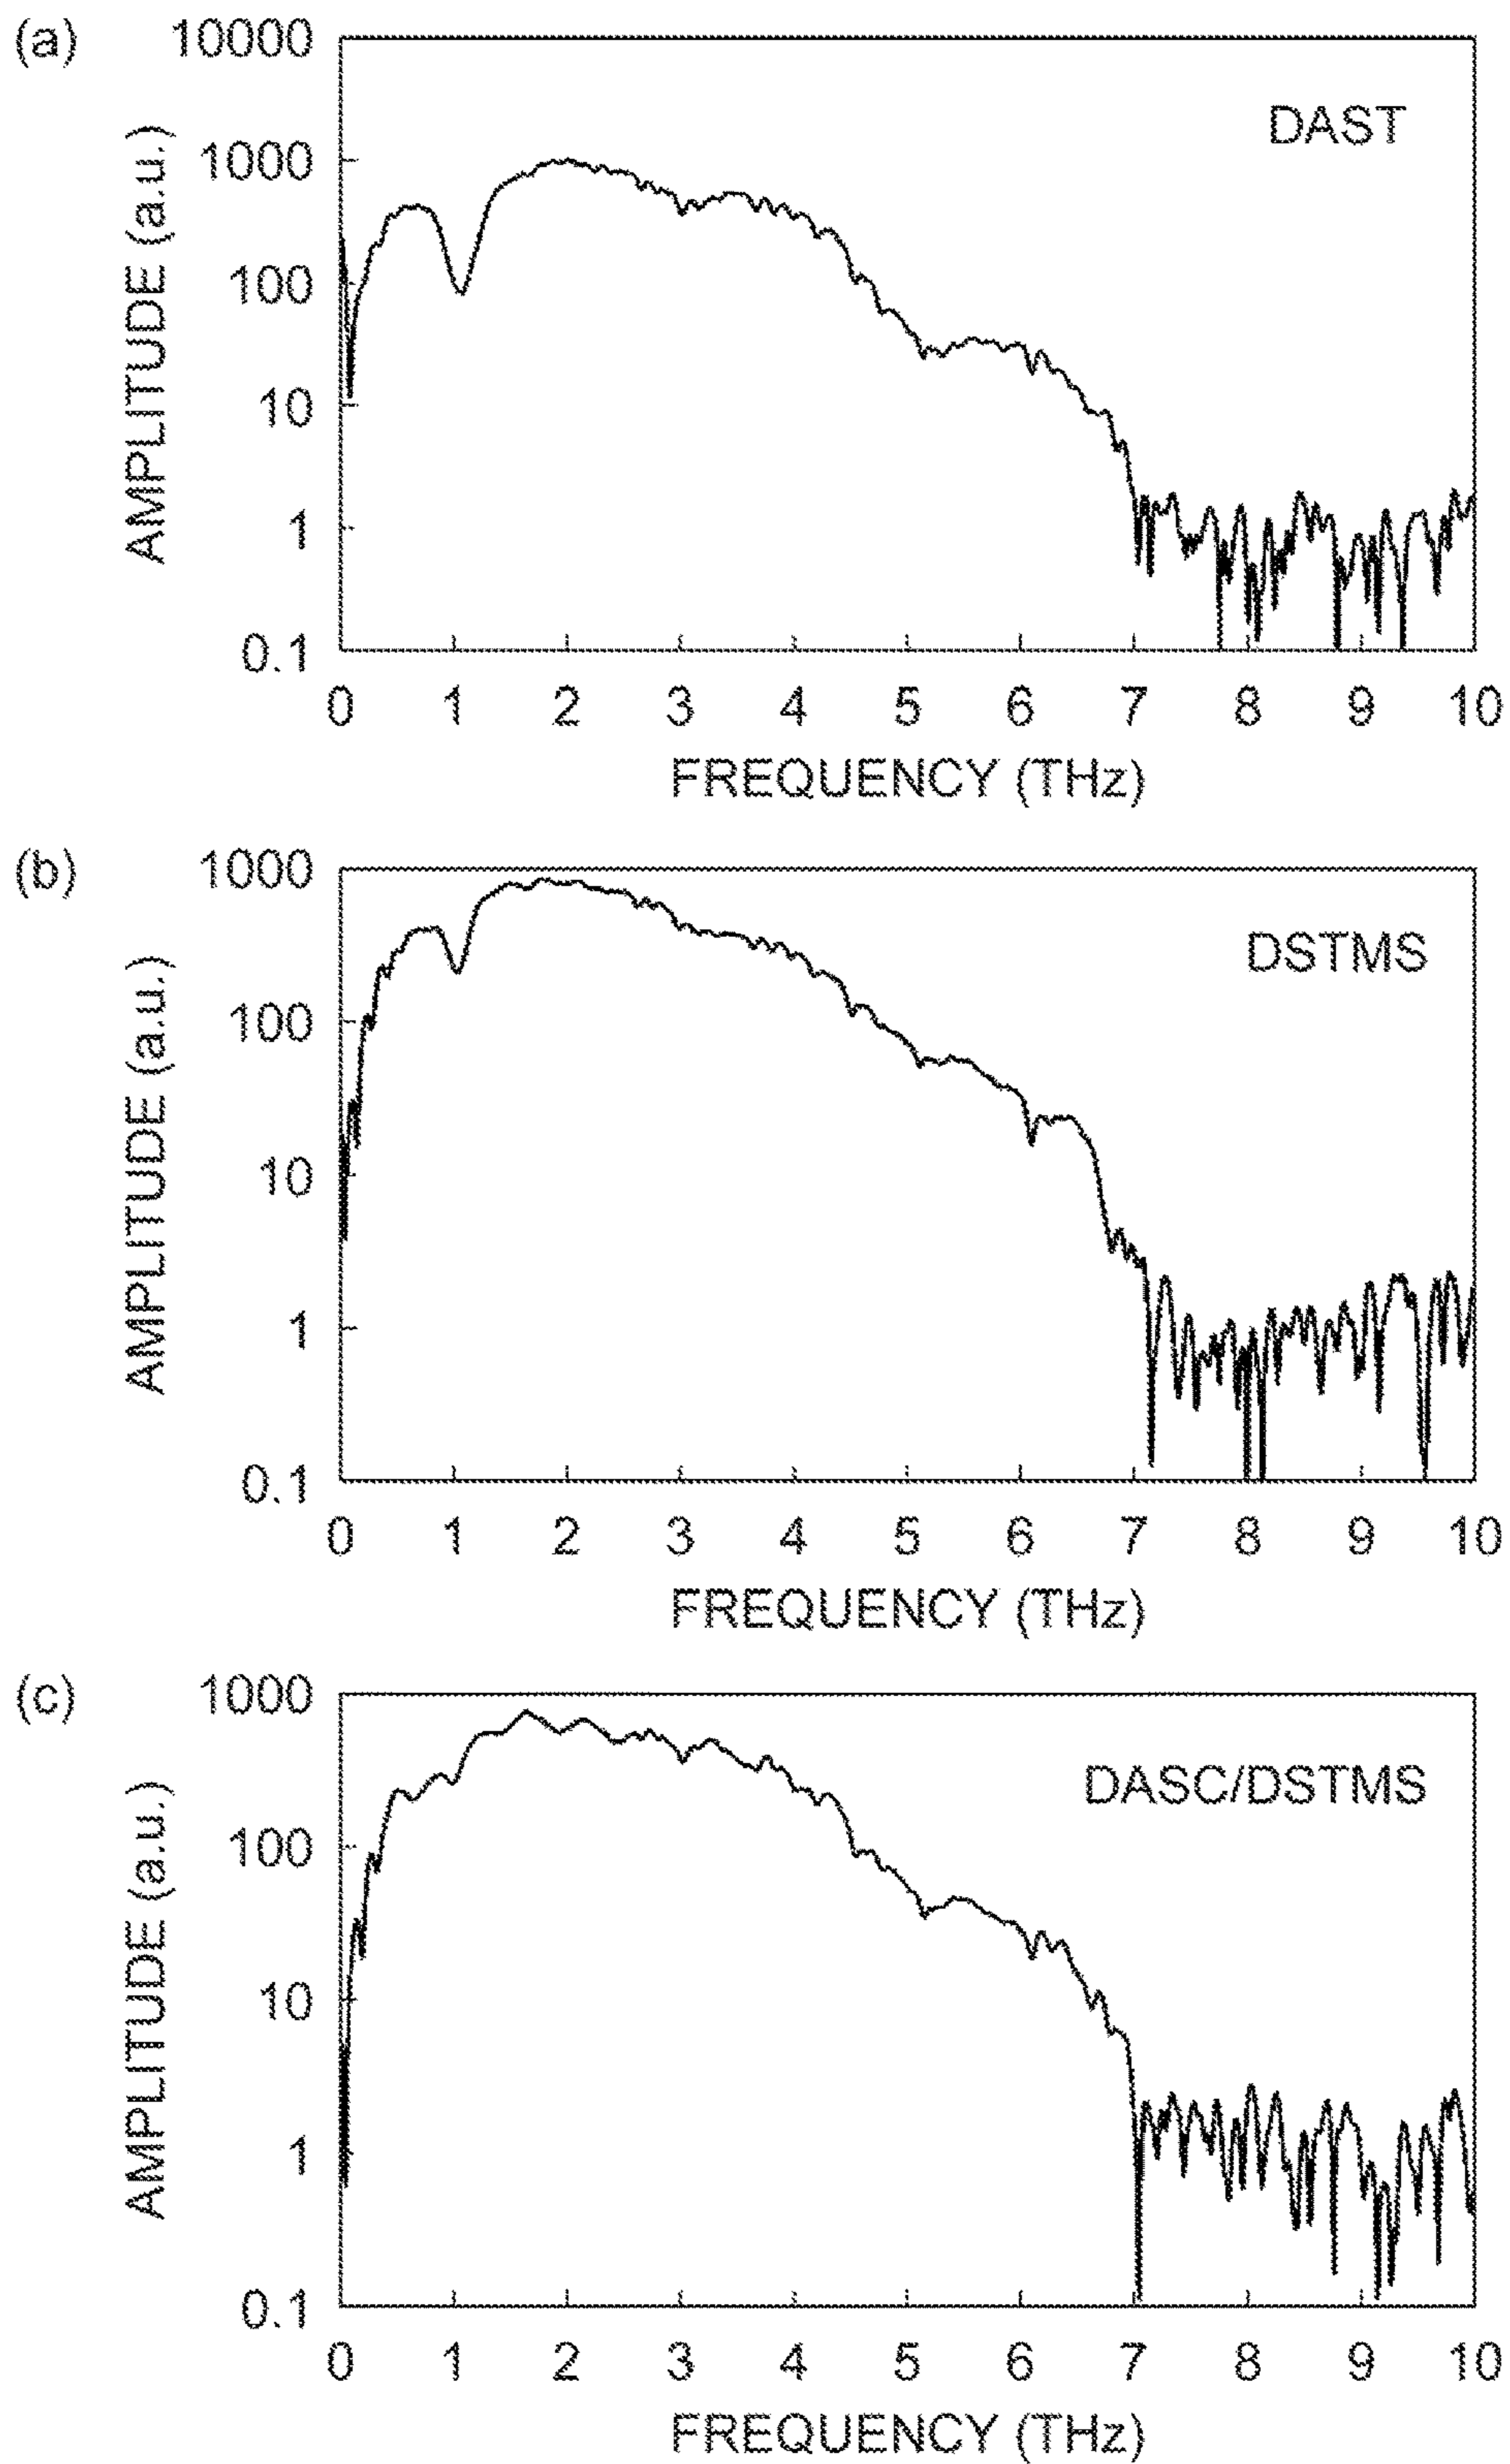 (a)
10000
DAST
1000
100
10
1
0.1
AMPLITUDE (a.u.)
0 1 2 3 4 5 6 7 8 9 10
FREQUENCY (THz)
(b)
1000
DSTMS
100
10
1
0.1
AMPLITUDE (a.u.)
0 1 2 3 4 5 6 7 8 9 10
FREQUENCY (THz)
(c)
1000
DASC/DSTMS
100
10
1
0.1
AMPLITUDE (a.u.)
0 1 2 3 4 5 6 7 8 9 10
FREQUENCY (THz)